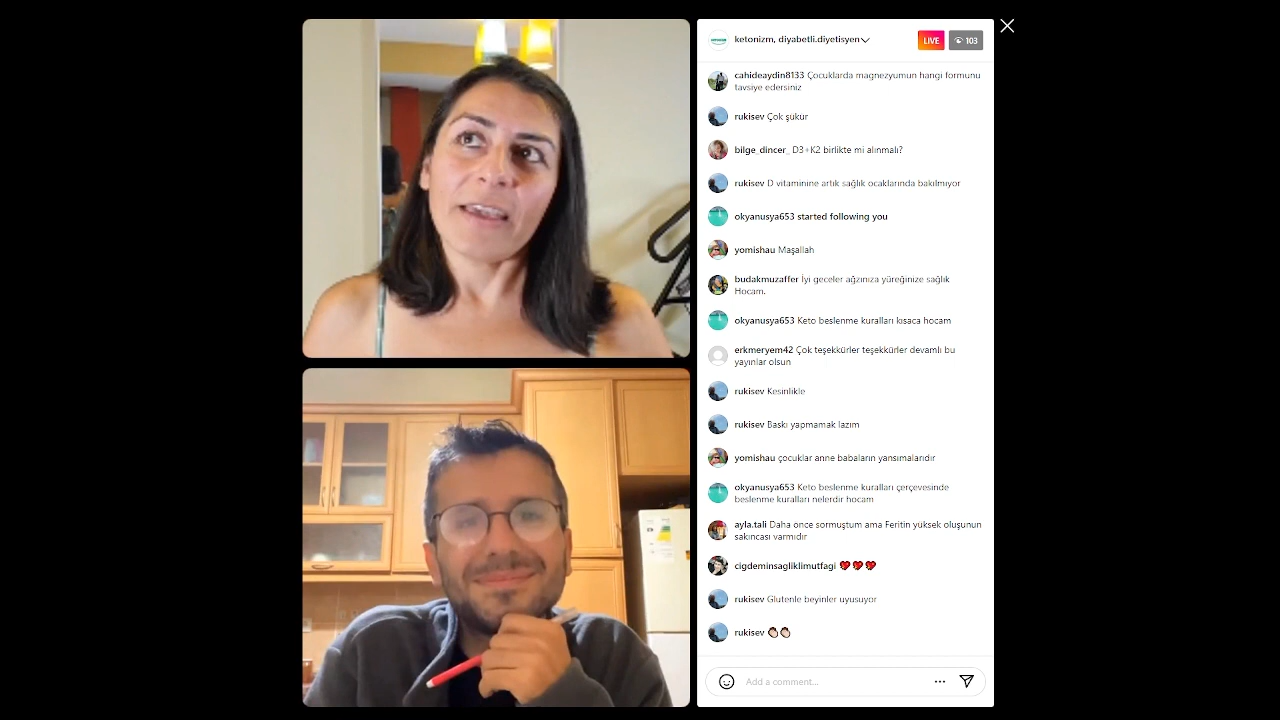 ketonizm, diyabetli.diyetisyen
LIVE
103
cahideaydin8133 Çocuklarda magnezyumun hangi formunu
tavsiye edersiniz
rukisev Çok şükür
bilge_dincer_ D3+K2 birlikte mi alınmalı?
rukisev D vitaminine artık sağlık ocaklarında bakılmıyor
okyanusya653 started following you
yomishau Maşallah
budakmuzaffer İyi geceler ağzınıza yüreğinize sağlık
Hocam.
okyanusya653 Keto beslenme kuralları kısaca hocam
erkmeryem42 Çok teşekkürler teşekkürler devamlı bu
yayınlar olsun
rukisev Kesinlikle
rukisev Baskı yapmamak lazım
yomishau çocuklar anne babaların yansımalarıdır
okyanusya653 Keto beslenme kuralları çerçevesinde
beslenme kuralları nelerdir hocam
ayla.tali Daha önce sormuştum ama Feritin yüksek oluşunun
sakıncası varmıdır
cigdeminsagliklimutfagi
rukisev Glutenle beyinler uyuşuyor
rukisev
Add a comment...